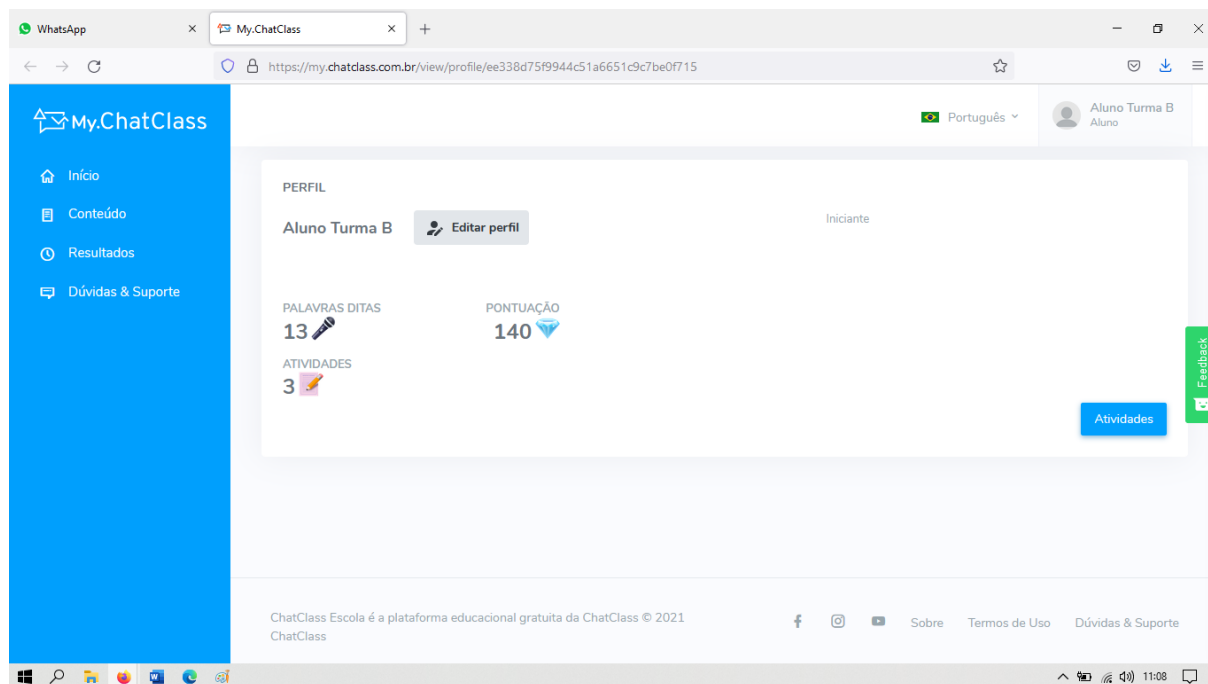 WhatsApp
My.ChatClass
https://my.chatclass.com.br/view/profile/ee338d75f9944c51a6651c9c7be0f715
My.ChatClass
Português
Aluno Turma B
Aluno
Início
Conteúdo
Resultados
Dúvidas & Suporte
PERFIL
Aluno Turma B
Editar perfil
Iniciante
PALAVRAS DITAS
13
PONTUAÇÃO
140
ATIVIDADES
3
Atividades
Feedback
ChatClass Escola é a plataforma educacional gratuita da ChatClass © 2021
ChatClass
Sobre
Termos de Uso
Dúvidas & Suporte
11:08